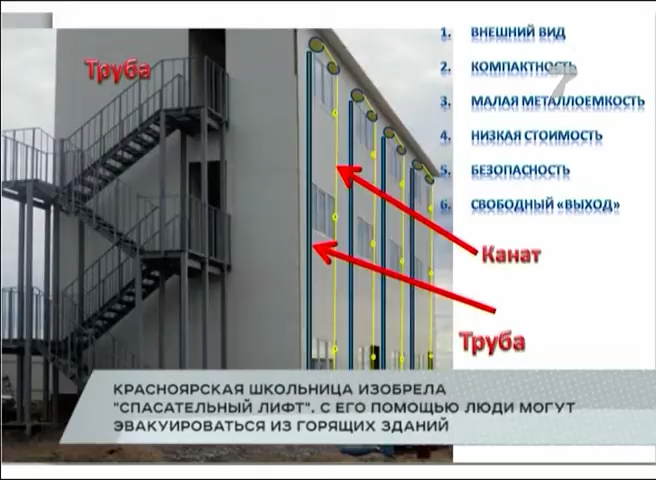 Труба
1. ВНЕШНИЙ ВИД
2. КОМПАКТНОСТЬ
7
3. МАЛАЯ МЕТАЛЛОЕМКОСТЬ
4. НИЗКАЯ СТОИМОСТЬ
5. БЕЗОПАСНОСТЬ
6. СВОБОДНЫЙ «ВЫХОД»
Канат
Труба
КРАСНОЯРСКАЯ ШКОЛЬНИЦА ИЗОБРЕЛА
"СПАСАТЕЛЬНЫЙ ЛИФТ". С ЕГО ПОМОЩЬЮ ЛЮДИ МОГУТ
ЭВАКУИРОВАТЬСЯ ИЗ ГОРЯЩИХ ЗДАНИЙ